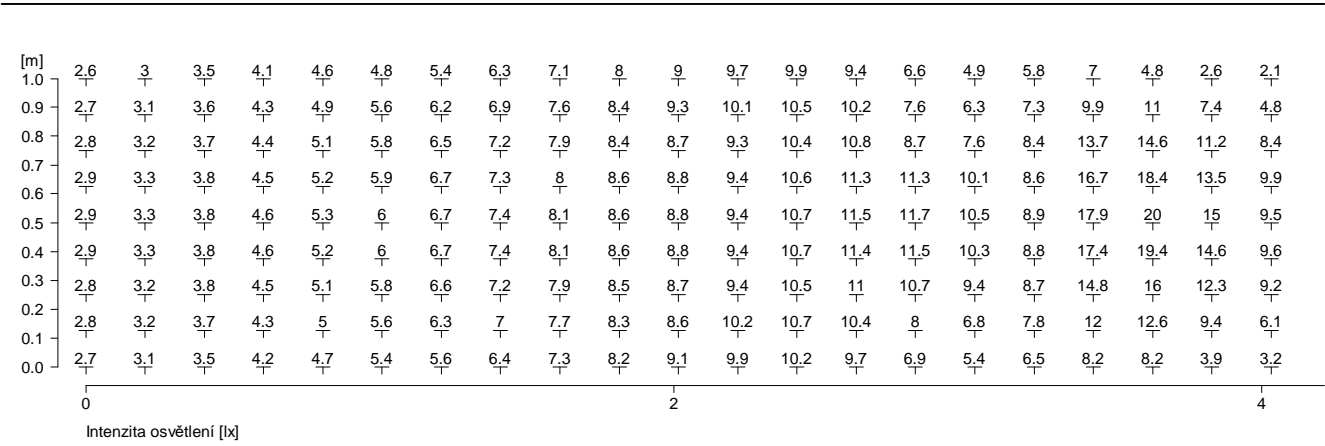 [m]
1.0 2.6 3 3.5 4.1 4.6 4.8 5.4 6.3 7.1 8 9 9.7 9.9 9.4 6.6 4.9 5.8 7 4.8 2.6 2.1
0.9 2.7 3.1 3.6 4.3 4.9 5.6 6.2 6.9 7.6 8.4 9.3 10.1 10.5 10.2 7.6 6.3 7.3 9.9 11 7.4 4.8
0.8 2.8 3.2 3.7 4.4 5.1 5.8 6.5 7.2 7.9 8.4 8.7 9.3 10.4 10.8 8.7 7.6 8.4 13.7 14.6 11.2 8.4
0.7
2.9 3.3 3.8 4.5 5.2 5.9 6.7 7.3 8 8.6 8.8 9.4 10.6 11.3 11.3 10.1 8.6 16.7 18.4 13.5 9.9
0.6
2.9 3.3 3.8 4.6 5.3 6 6.7 7.4 8.1 8.6 8.8 9.4 10.7 11.5 11.7 10.5 8.9 17.9 20 15 9.5
0.5
2.9 3.3 3.8 4.6 5.2 6 6.7 7.4 8.1 8.6 8.8 9.4 10.7 11.4 11.5 10.3 8.8 17.4 19.4 14.6 9.6
0.4
0.3 2.8 3.2 3.8 4.5 5.1 5.8 6.6 7.2 7.9 8.5 8.7 9.4 10.5 11 10.7 9.4 8.7 14.8 16 12.3 9.2
0.2
2.8 3.2 3.7 4.3 5 5.6 6.3 7 7.7 8.3 8.6 10.2 10.7 10.4 8 6.8 7.8 12 12.6 9.4 6.1
0.1
0.0 2.7 3.1 3.5 4.2 4.7 5.4 5.6 6.4 7.3 8.2 9.1 9.9 10.2 9.7 6.9 5.4 6.5 8.2 8.2 3.9 3.2
0 2 4
Intenzita osvětlení [lx]